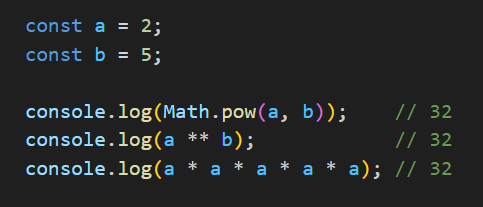 const a = 2;
const b = 5;
console.log(Math.pow(a, b));    // 32
console.log(a ** b);            // 32
console.log(a * a * a * a * a); // 32